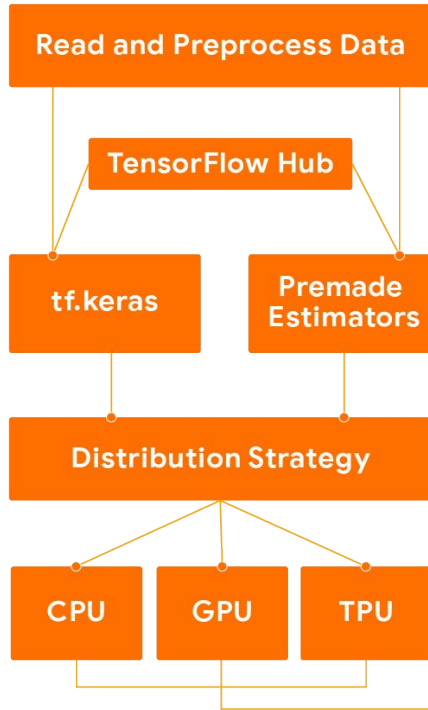 Read and Preprocess Data
TensorFlow Hub
tf.keras
Premade
Estimators
Distribution Strategy
CPU
GPU
TPU